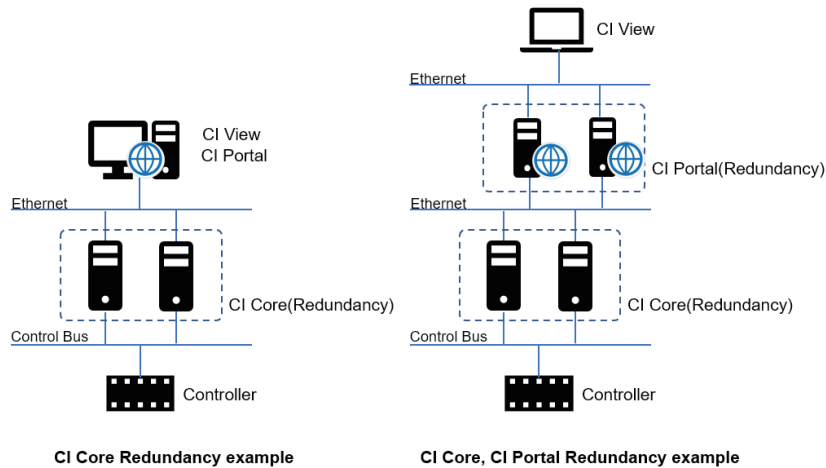 CI View
CI Portal
Ethernet
CI Core(Redundancy)
Control Bus
Controller
CI Core Redundancy example
CI View
Ethernet
CI Portal(Redundancy)
Ethernet
CI Core(Redundancy)
Control Bus
Controller
CI Core, CI Portal Redundancy example